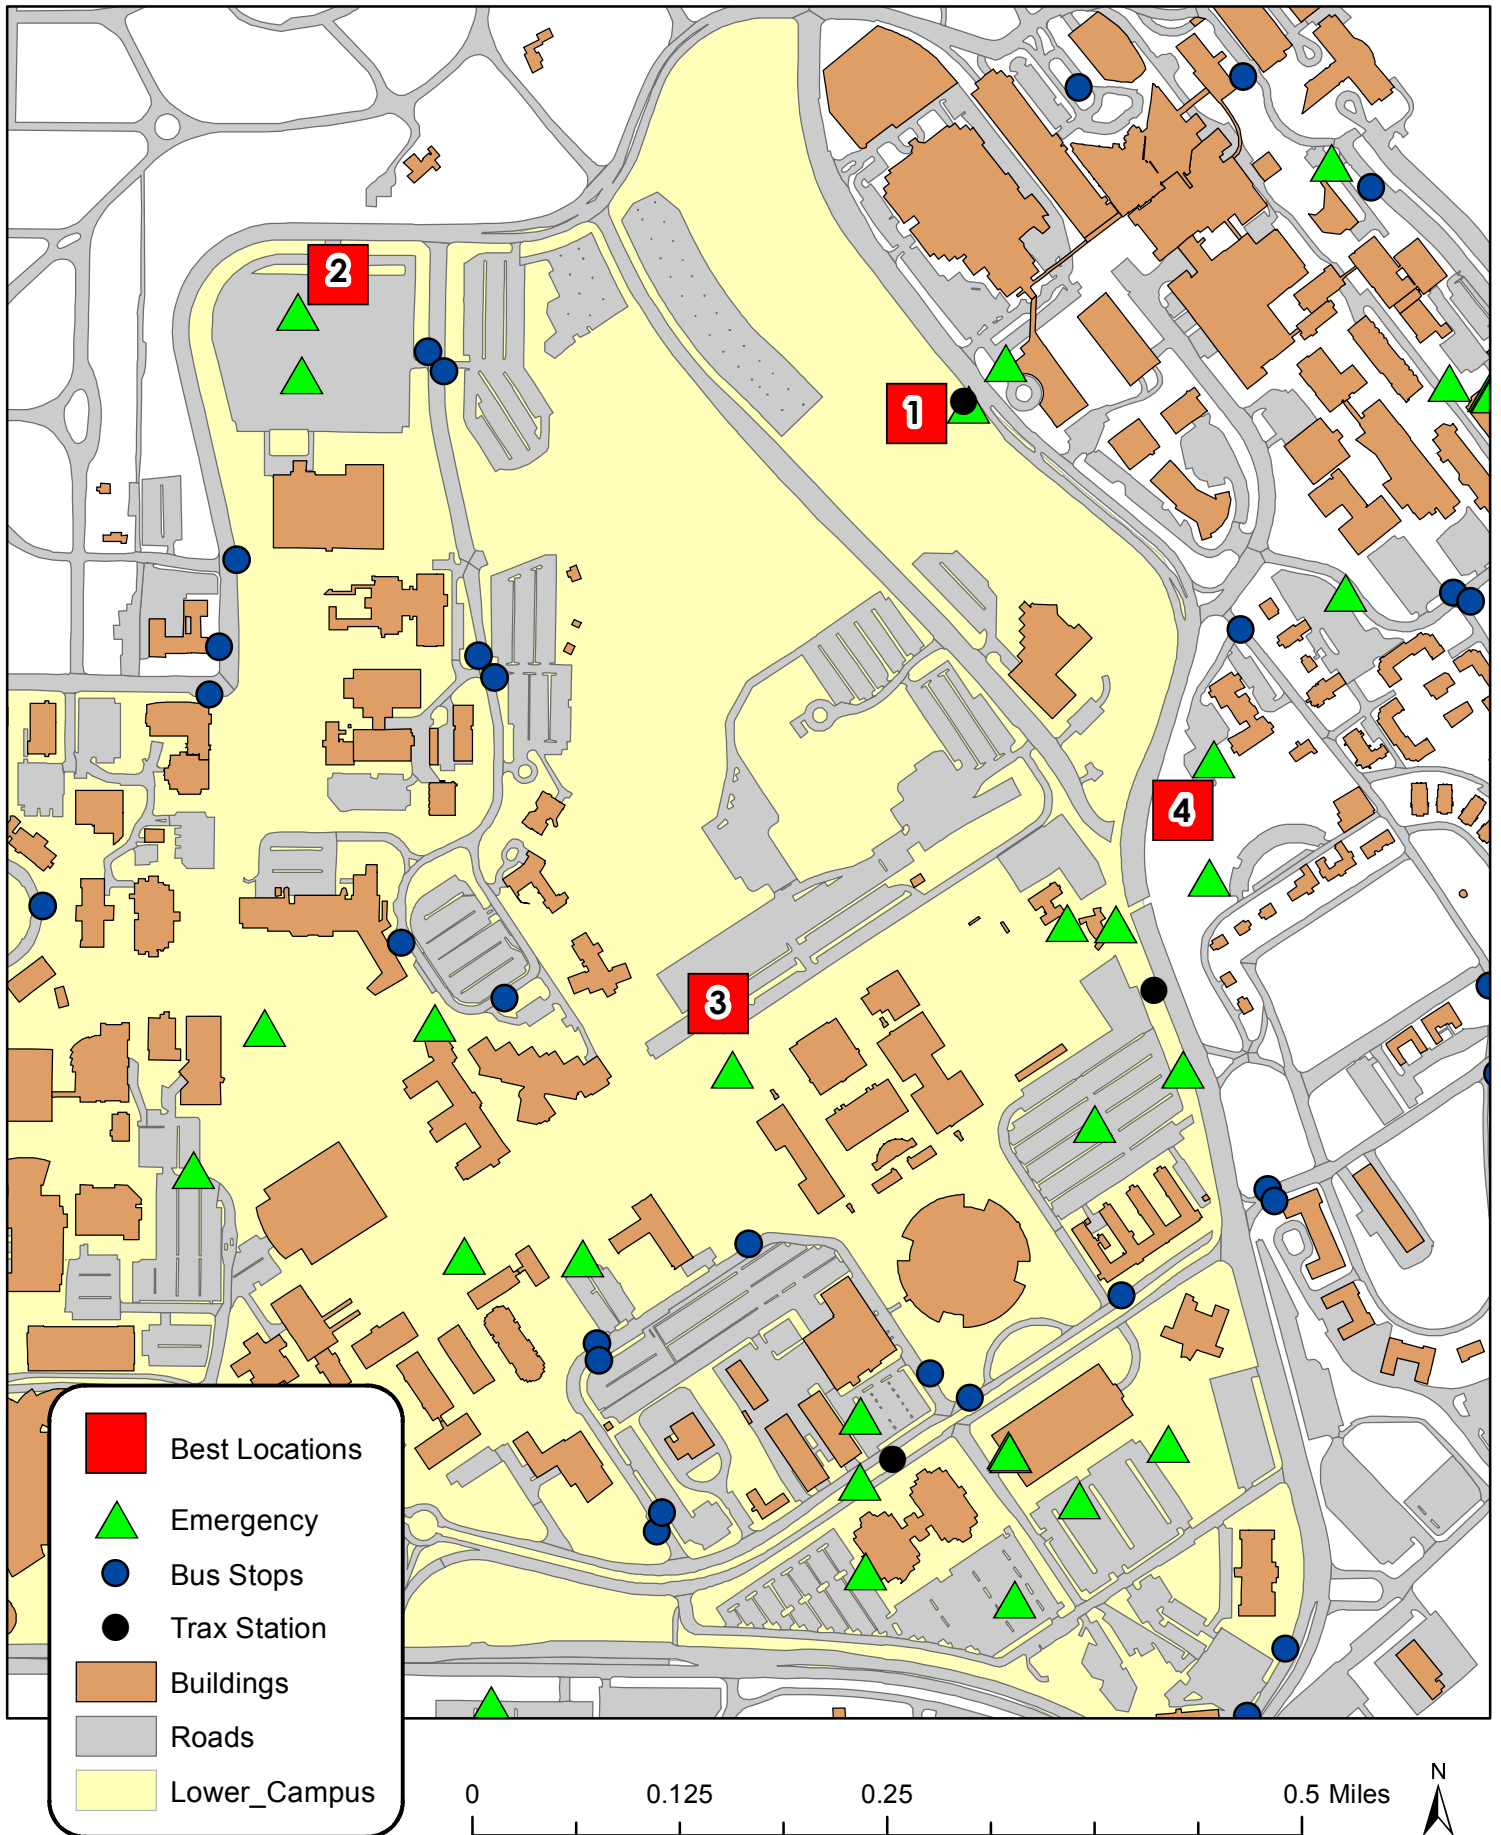 2
1
4
3
Best Locations
Emergency
Bus Stops
Trax Station
Buildings
Roads
Lower_Campus
0 0.125 0.25 0.5 Miles
N